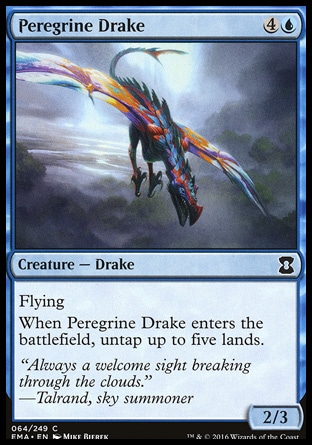 Peregrine Drake 4
Creature — Drake
Flying
When Peregrine Drake enters the
battlefield, untap up to five lands.
“Always a welcome sight breaking
through the clouds.”
—Talrand, sky summoner
2/3
064/249 C
EMA • EN Mike Bierek
™ & © 2016 Wizards of the Coast